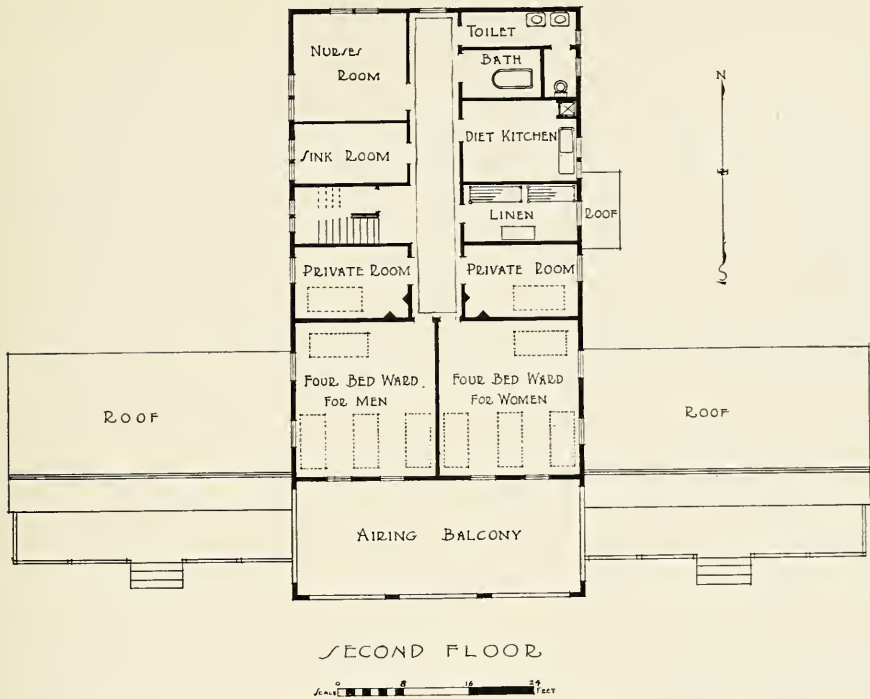 TOILET
NURSES
ROOM
BATH
N
DIET KITCHEN
SINK ROOM
LINEN
ROOF
PRIVATE ROOM
PRIVATE ROOM
S
FOUR BED WARD
FOR MEN
FOUR BED WARD
FOR WOMEN
ROOF
ROOF
AIRING BALCONY
SECOND FLOOR
SCALE 0 8 16 24 FEET